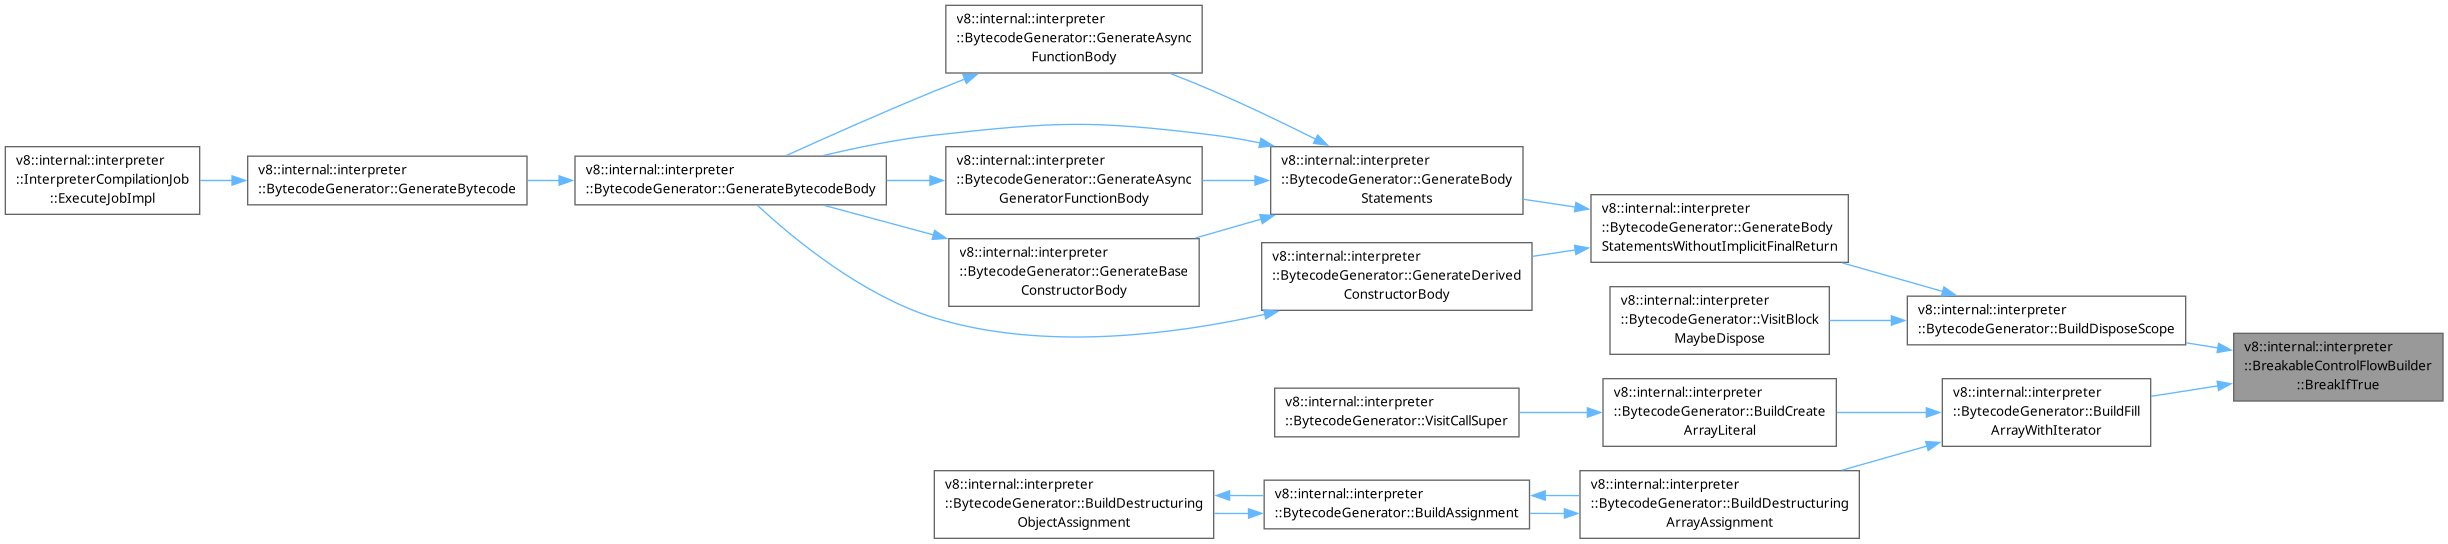 v8::internal::interpreter
::BytecodeGenerator::GenerateAsync
FunctionBody
v8::internal::interpreter
::InterpreterCompilationJob
::ExecuteJobImpl
v8::internal::interpreter
::BytecodeGenerator::GenerateBytecode
v8::internal::interpreter
::BytecodeGenerator::GenerateBytecodeBody
v8::internal::interpreter
::BytecodeGenerator::GenerateAsync
GeneratorFunctionBody
v8::internal::interpreter
::BytecodeGenerator::GenerateBody
Statements
v8::internal::interpreter
::BytecodeGenerator::GenerateBase
ConstructorBody
v8::internal::interpreter
::BytecodeGenerator::GenerateDerived
ConstructorBody
v8::internal::interpreter
::BytecodeGenerator::GenerateBody
StatementsWithoutImplicitFinalReturn
v8::internal::interpreter
::BytecodeGenerator::VisitBlock
MaybeDispose
v8::internal::interpreter
::BytecodeGenerator::BuildDisposeScope
v8::internal::interpreter
::BreakableControlFlowBuilder
::BreakIfTrue
v8::internal::interpreter
::BytecodeGenerator::VisitCallSuper
v8::internal::interpreter
::BytecodeGenerator::BuildCreate
ArrayLiteral
v8::internal::interpreter
::BytecodeGenerator::BuildFill
ArrayWithIterator
v8::internal::interpreter
::BytecodeGenerator::BuildDestructuring
ObjectAssignment
v8::internal::interpreter
::BytecodeGenerator::BuildAssignment
v8::internal::interpreter
::BytecodeGenerator::BuildDestructuring
ArrayAssignment